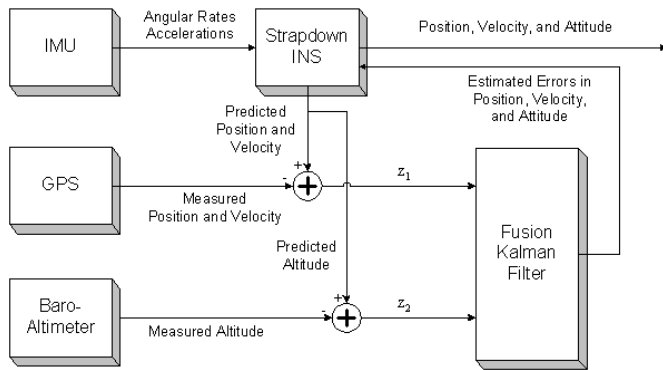 IMU
Angular Rates
Accelerations
Strapdown
INS
Position, Velocity, and Attitude
Estimated Errors in
Position, Velocity,
and Attitude
Predicted
Position and
Velocity
GPS
+
-
Measured
Position and Velocity
z1
Fusion
Kalman
Filter
Predicted
Altitude
Baro-
Altimeter
+
-
Measured Altitude
z2